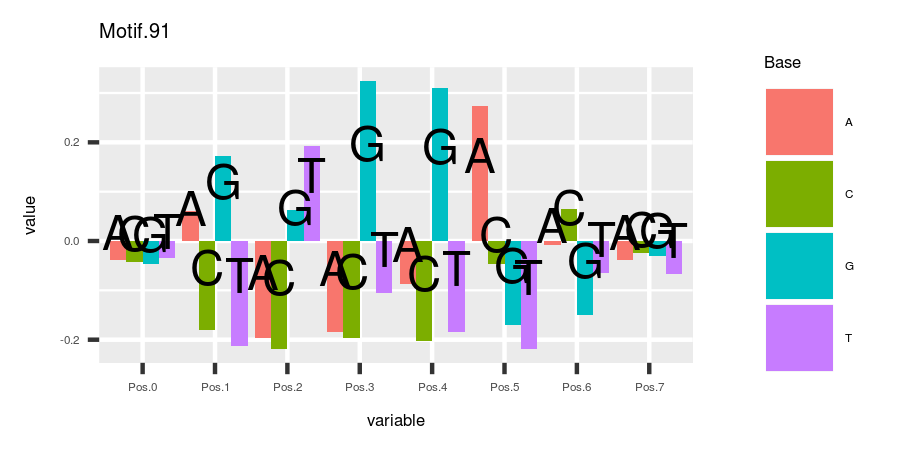 Motif.91
Base
A
C
G
T
value
0.2
0.0
-0.2
A C G T A C G T A C G T A C G T A C G T A C G T A C G T A C G T
Pos.0 Pos.1 Pos.2 Pos.3 Pos.4 Pos.5 Pos.6 Pos.7
variable